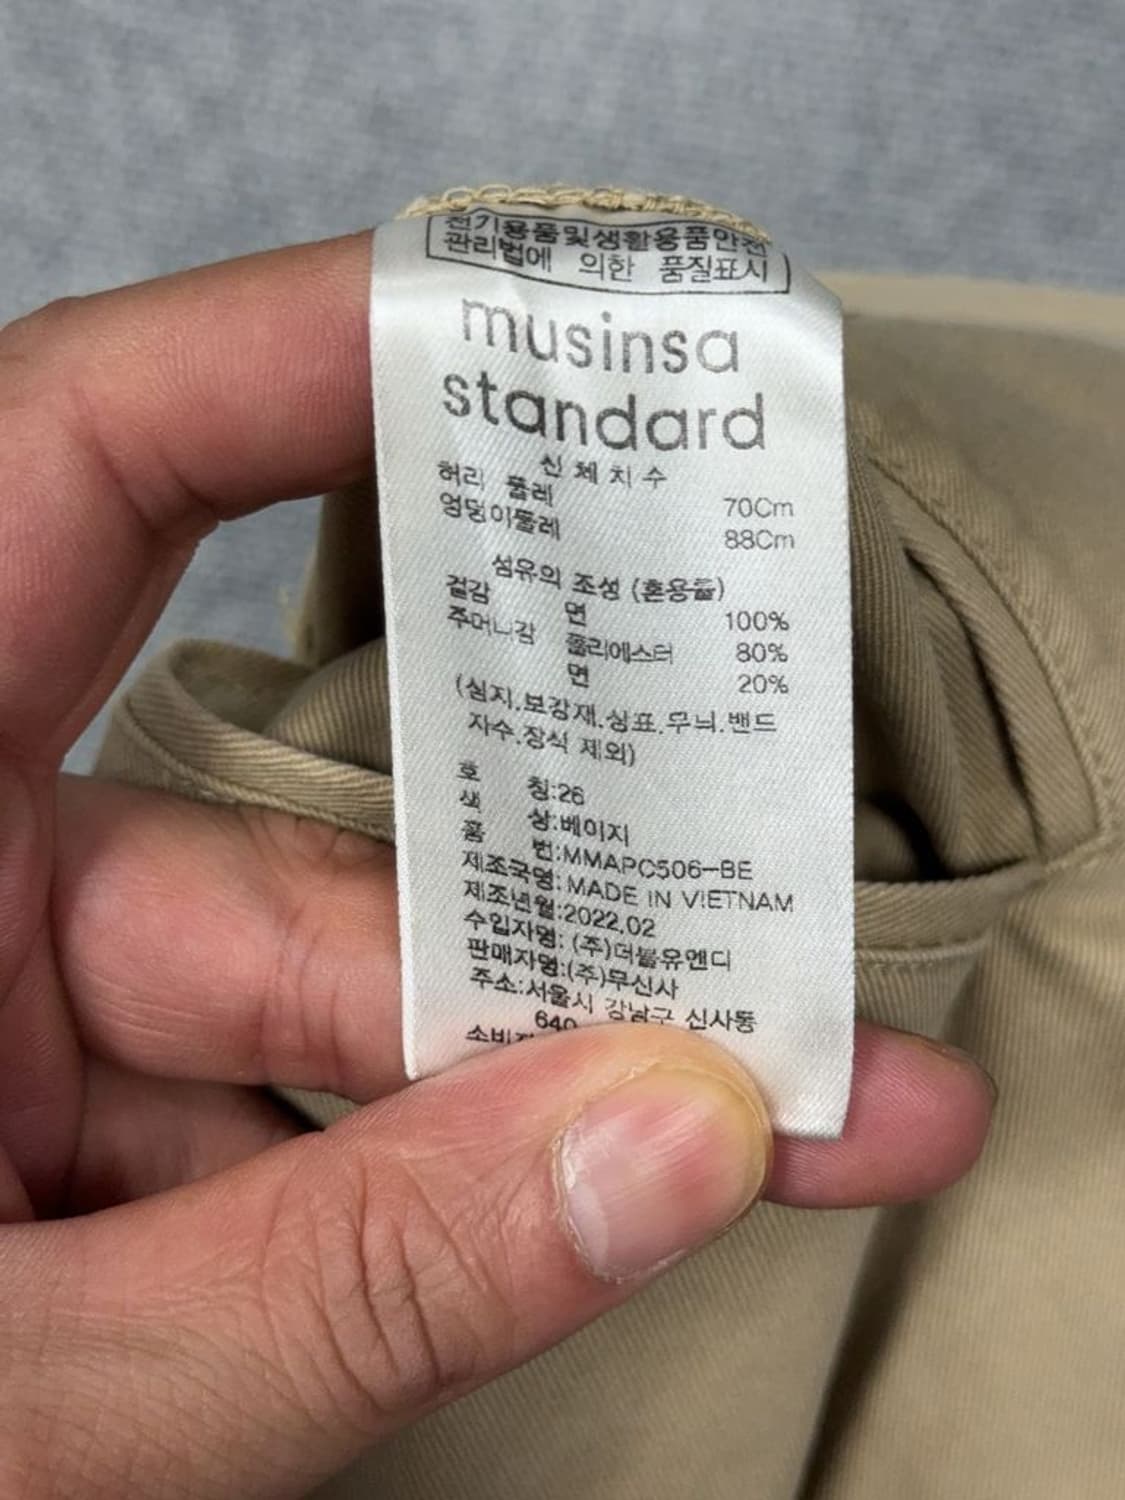 전기용품및생활용품안전
관리법에 의한 품질표시
musinsa
standard
신체치수
허리 둘레 70Cm
엉덩이둘레 88Cm
섬유의 조성 (혼용률)
겉감 면 100%
주머니감 폴리에스터 80%
면 20%
(심지.보강재.상표.무늬.밴드
자수.장식 제외)
호 칭:26
색 상:베이지
품 번:MMAPC506-BE
제조국명:MADE IN VIETNAM
제조년월:2022.02
수입자명: (주)더블유앤디
판매자명:(주)무신사
주소:서울시 강남구 신사동
640